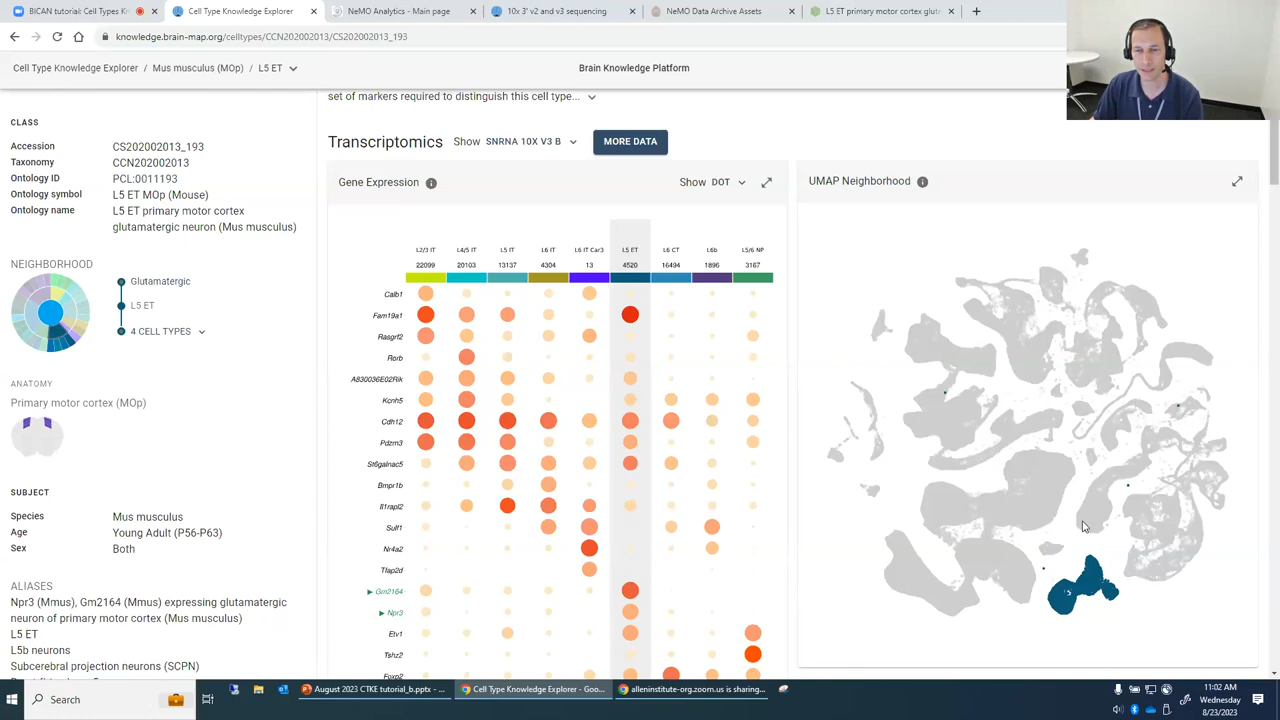 BICAN tutorial: Cell Ty
Cell Type Knowledge Explorer
NeMO Analytics - Main page
10x 3' v2 and v3 sequencing
NeMO Data Archive Assets
L5 ET primary motor cortex glut
knowledge.brain-map.org/celltypes/CCN202002013/CS202002013_193
Cell Type Knowledge Explorer / Mus musculus (MOp) / L5 ET
Brain Knowledge Platform
set of markers required to distinguish this cell type...
CLASS
Accession CS202002013_193
Taxonomy CCN202002013
Ontology ID PCL:0011193
Ontology symbol L5 ET MOp (Mouse)
Ontology name L5 ET primary motor cortex
glutamatergic neuron (Mus musculus)
NEIGHBORHOOD
Glutamatergic
L5 ET
4 CELL TYPES
ANATOMY
Primary motor cortex (MOp)
SUBJECT
Species Mus musculus
Age Young Adult (P56-P63)
Sex Both
ALIASES
Npr3 (Mmus), Gm2164 (Mmus) expressing glutamatergic
neuron of primary motor cortex (Mus musculus)
L5 ET
L5b neurons
Subcerebral projection neurons (SCPN)
Transcriptomics Show SNRNA 10X V3 B MORE DATA
Gene Expression Show DOT
L2/3 IT L4/5 IT L5 IT L6 IT L6 IT Car3 L5 ET L6 CT L6b L5/6 NP
22099 20103 13137 4304 13 4520 16494 1896 3167
Calb1
Fam19a1
Rasgrf2
Rorb
A830036E02Rik
Kcnh5
Cdh12
Pdzrn3
St6galnac5
Bmpr1b
Il1rapl2
Sulf1
Nr4a2
Tfap2d
▶ Gm2164
▶ Npr3
Etv1
Tshz2
Foxp2
UMAP Neighborhood
Search
August 2023 CTKE tutorial_b.pptx - ...
Cell Type Knowledge Explorer - Goo...
alleninstitute-org.zoom.us is sharing...
11:02 AM
Wednesday
8/23/2023